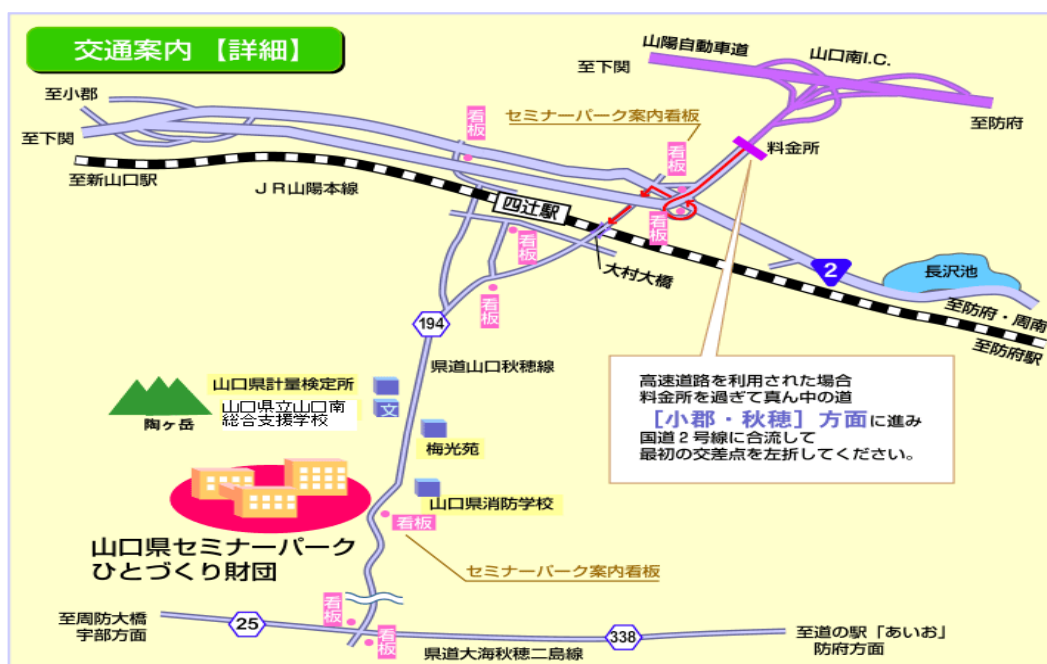 交通案内 【詳細】
山陽自動車道
山口南I.C.
至下関
至防府
至小郡
至下関
看板
セミナーパーク案内看板
看板
料金所
至新山口駅
JR山陽本線
四辻駅
看板
看板
大村大橋
2
長沢池
至防府・周南
至防府駅
看板
194
県道山口秋穂線
高速道路を利用された場合
料金所を過ぎて真ん中の道
[小郡・秋穂] 方面に進み
国道2号線に合流して
最初の交差点を左折してください。
山口県計量検定所
陶ヶ岳
山口県立山口南
総合支援学校
文
梅光苑
山口県消防学校
看板
山口県セミナーパーク
ひとづくり財団
セミナーパーク案内看板
至周防大橋
宇部方面
25
看板
看板
県道大海秋穂二島線
338
至道の駅「あいお」
防府方面